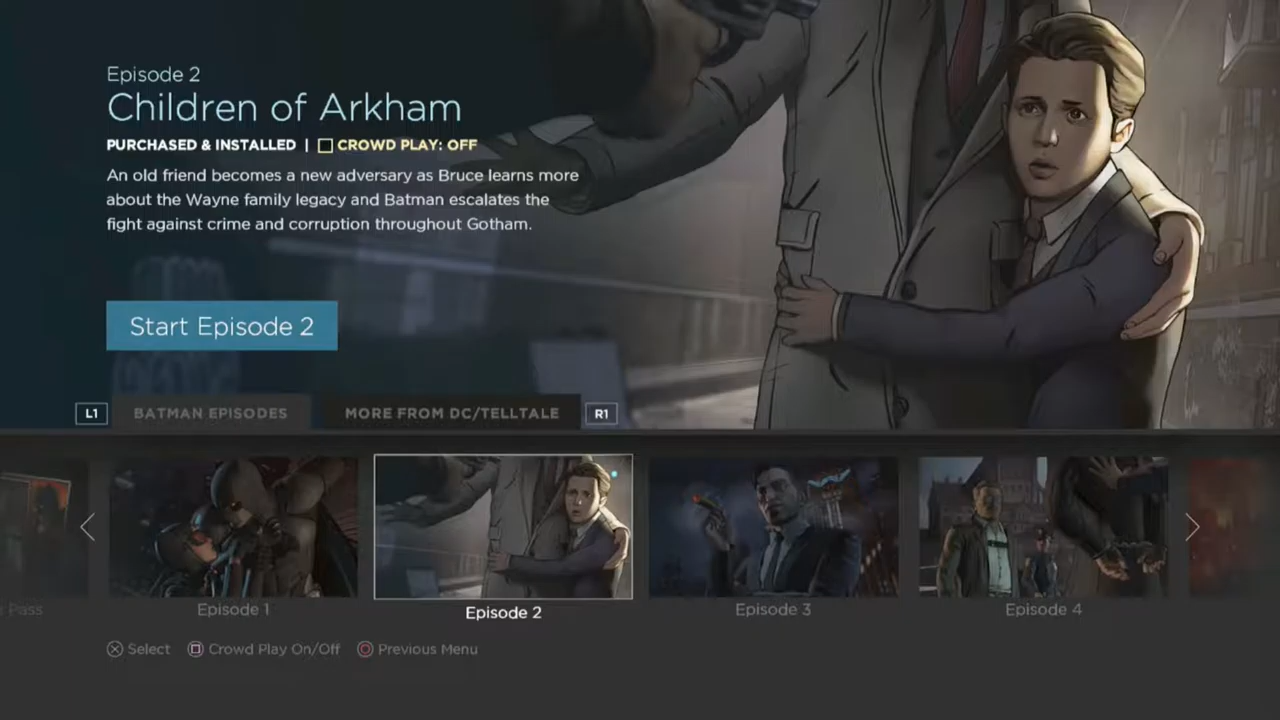 Episode 2
Children of Arkham
PURCHASED & INSTALLED | CROWD PLAY: OFF
An old friend becomes a new adversary as Bruce learns more
about the Wayne family legacy and Batman escalates the
fight against crime and corruption throughout Gotham.
Start Episode 2
L1 BATMAN EPISODES MORE FROM DC/TELLTALE R1
Pass Episode 1 Episode 2 Episode 3 Episode 4
Select Crowd Play On/Off Previous Menu